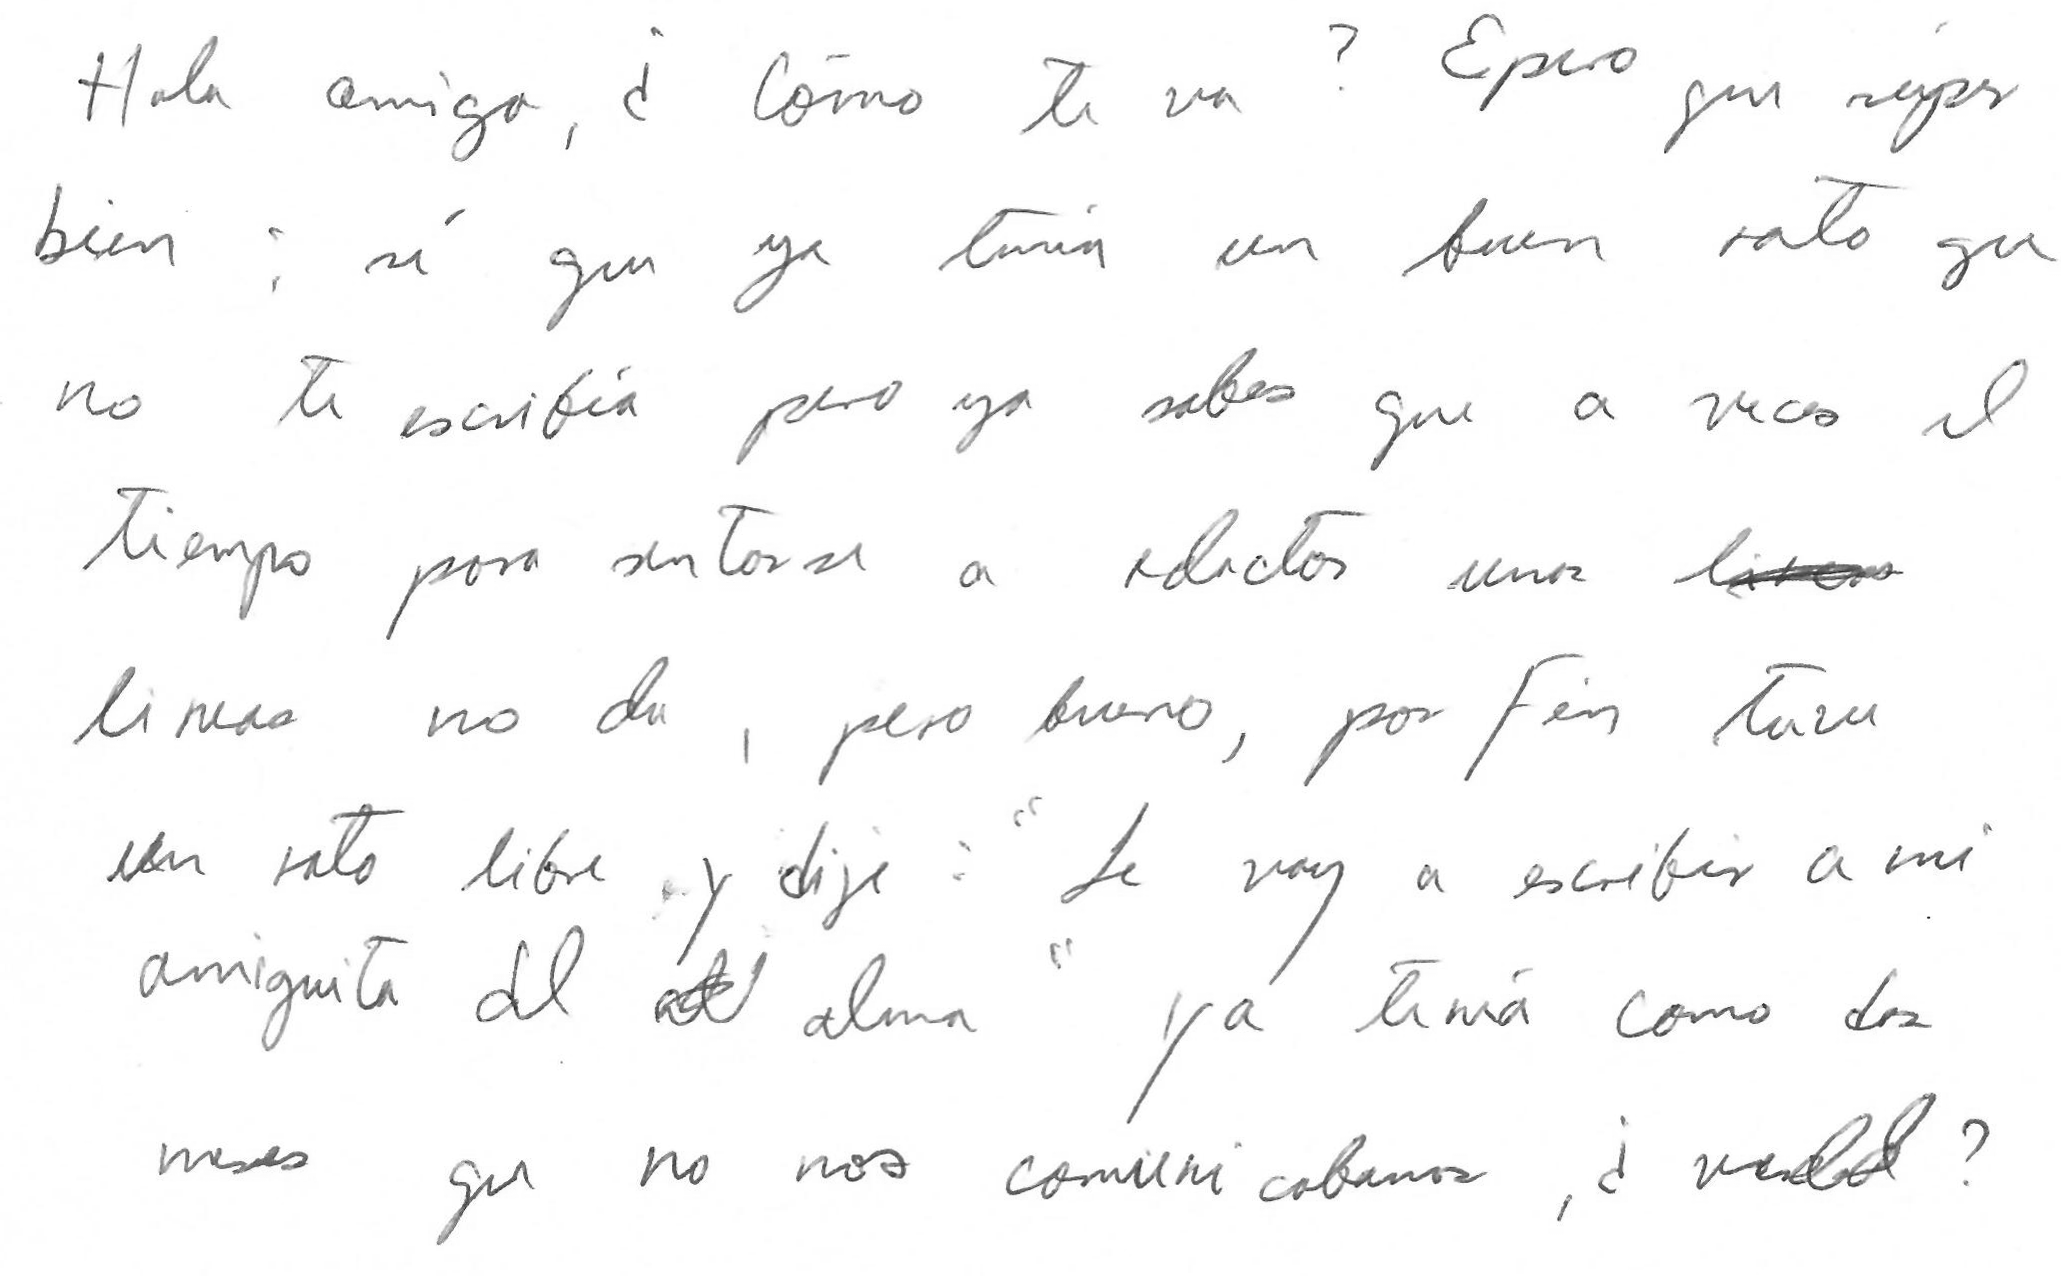 Hola amiga, ¿Cómo te va? Epero que súper
bien; sé que ya tenía un buen rato que
no te escribía pero ya sabes que a veces el
tiempo para sentarse a redactar unas
lineas no da, pero bueno, por fin tuve
un rato libre y dije: "Le voy a escribir a mi
amiguita del alma" ya tenía como dos
meses que no nos comunicabamos, ¿verdad?